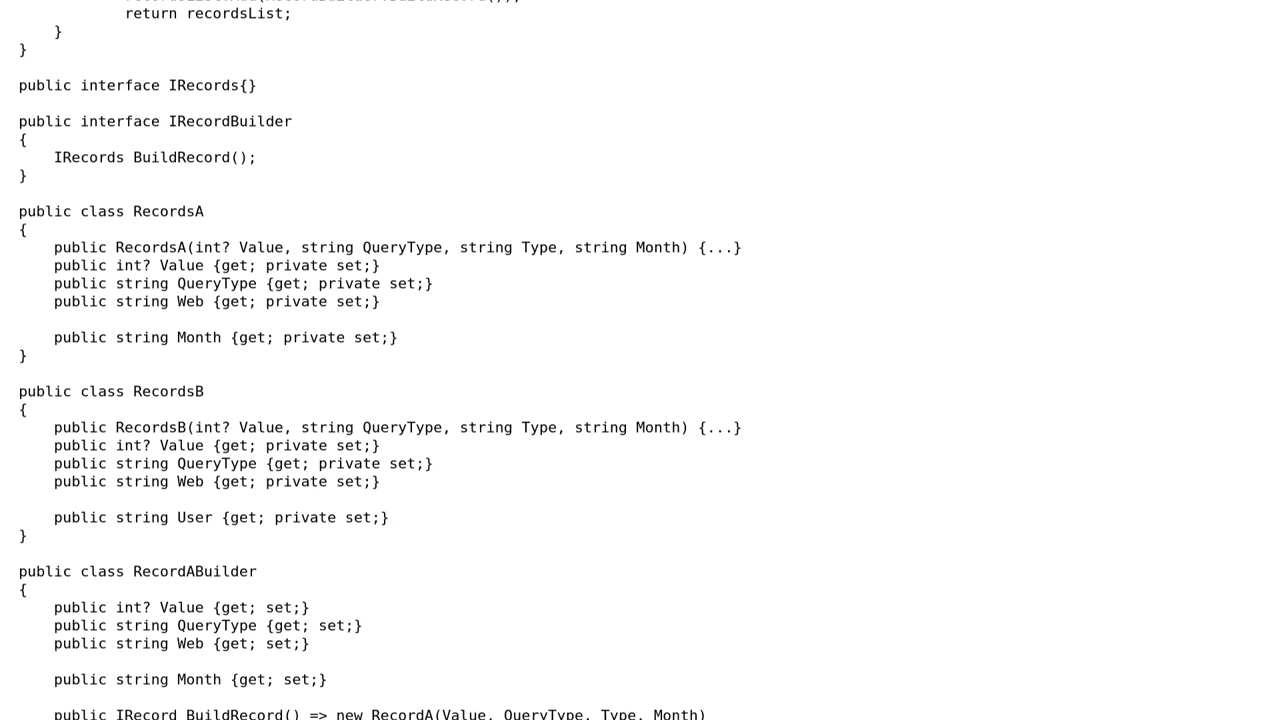 return recordsList;
    }
}

public interface IRecords{}

public interface IRecordBuilder
{
    IRecords BuildRecord();
}

public class RecordsA
{
    public RecordsA(int? Value, string QueryType, string Type, string Month) {...}
    public int? Value {get; private set;}
    public string QueryType {get; private set;}
    public string Web {get; private set;}

    public string Month {get; private set;}
}

public class RecordsB
{
    public RecordsB(int? Value, string QueryType, string Type, string Month) {...}
    public int? Value {get; private set;}
    public string QueryType {get; private set;}
    public string Web {get; private set;}

    public string User {get; private set;}
}

public class RecordABuilder
{
    public int? Value {get; set;}
    public string QueryType {get; set;}
    public string Web {get; set;}

    public string Month {get; set;}

    public IRecord BuildRecord() => new RecordA(Value, QueryType, Type, Month)